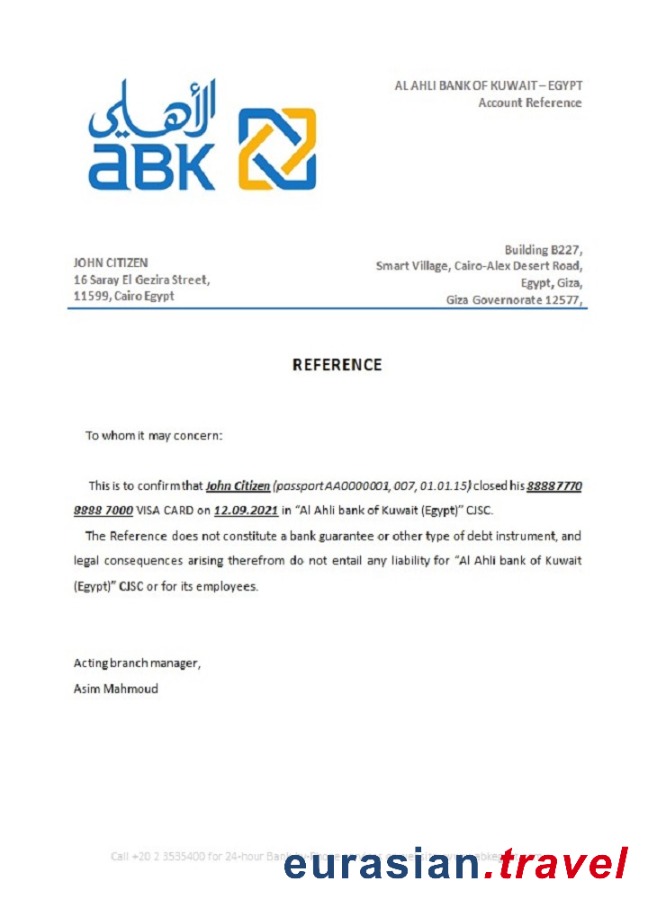 الأهلي
aBK
AL AHLI BANK OF KUWAIT – EGYPT
Account Reference
JOHN CITIZEN
16 Saray El Gezira Street,
11599, Cairo Egypt
Building B227,
Smart Village, Cairo-Alex Desert Road,
Egypt, Giza,
Giza Governorate 12577,
REFERENCE
To whom it may concern:
This is to confirm that John Citizen (passport AA0000001, 007, 01.01.15) closed his 8888 7770
8888 7000 VISA CARD on 12.09.2021 in “Al Ahli bank of Kuwait (Egypt)” CJSC.
The Reference does not constitute a bank guarantee or other type of debt instrument, and
legal consequences arising therefrom do not entail any liability for “Al Ahli bank of Kuwait
(Egypt)” CJSC or for its employees.
Acting branch manager,
Asim Mahmoud
Call +20 2 3535400 for 24-hour
eurasian.travel